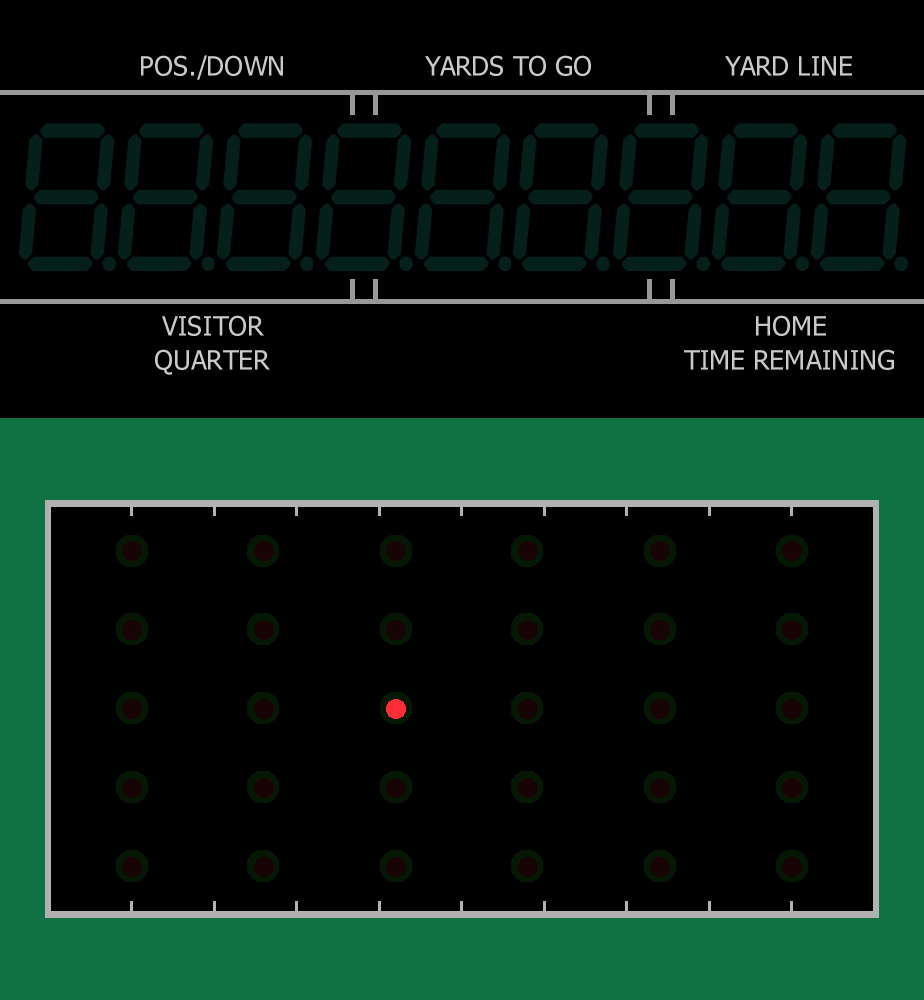 POS./DOWN YARDS TO GO YARD LINE
VISITOR HOME
QUARTER TIME REMAINING